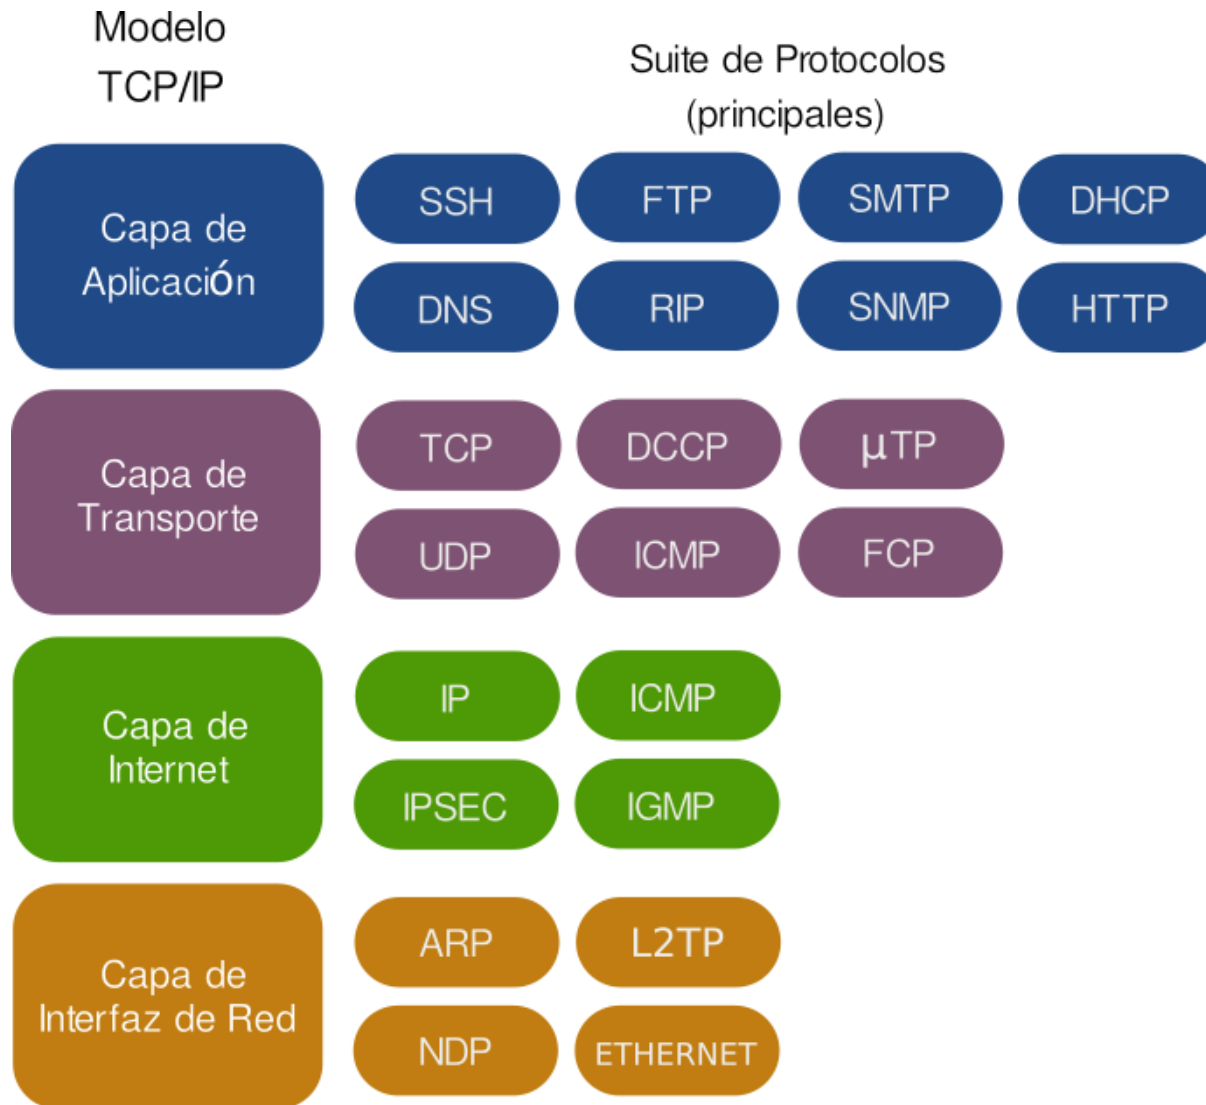 Modelo
TCP/IP
Suite de Protocolos
(principales)
Capa de
Aplicación
SSH
FTP
SMTP
DHCP
DNS
RIP
SNMP
HTTP
Capa de
Transporte
TCP
DCCP
μTP
UDP
ICMP
FCP
Capa de
Internet
IP
ICMP
IPSEC
IGMP
Capa de
Interfaz de Red
ARP
L2TP
NDP
ETHERNET